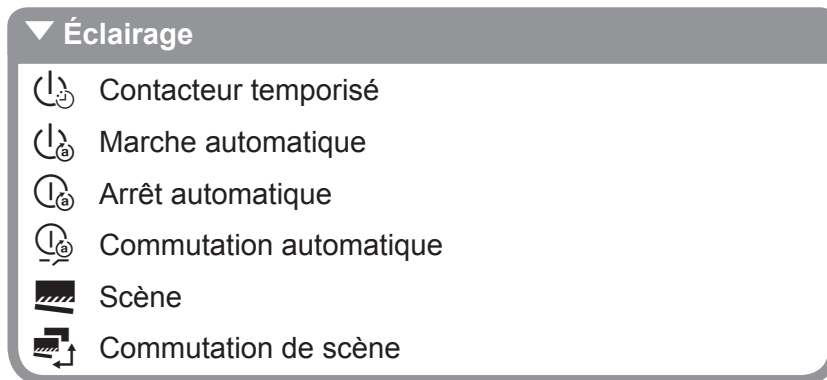 Éclairage
Contacteur temporisé
Marche automatique
Arrêt automatique
Commutation automatique
Scène
Commutation de scène